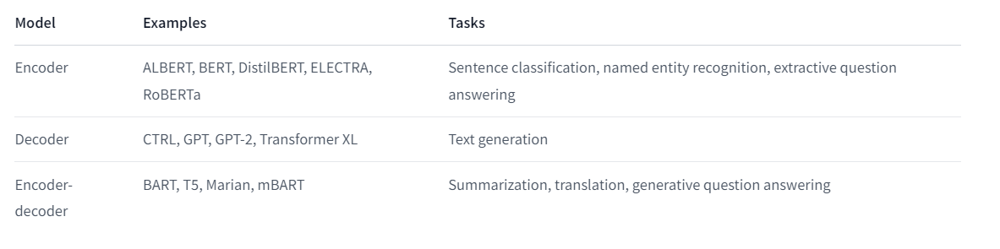 Model Examples Tasks
Encoder ALBERT, BERT, DistilBERT, ELECTRA, Sentence classification, named entity recognition, extractive question
RoBERTa answering
Decoder CTRL, GPT, GPT-2, Transformer XL Text generation
Encoder- BART, T5, Marian, mBART Summarization, translation, generative question answering
decoder